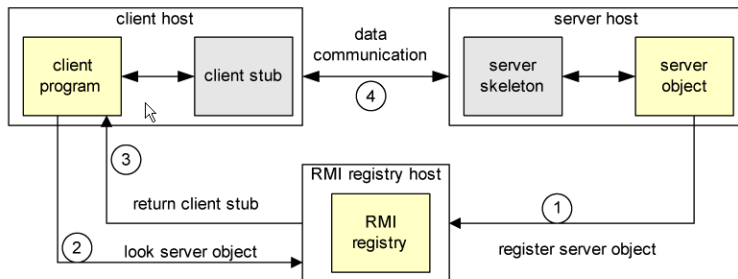 client host
server host
client
program
client stub
data
communication
4
server
skeleton
server
object
3
return client stub
RMI registry host
RMI
registry
1
register server object
2
look server object